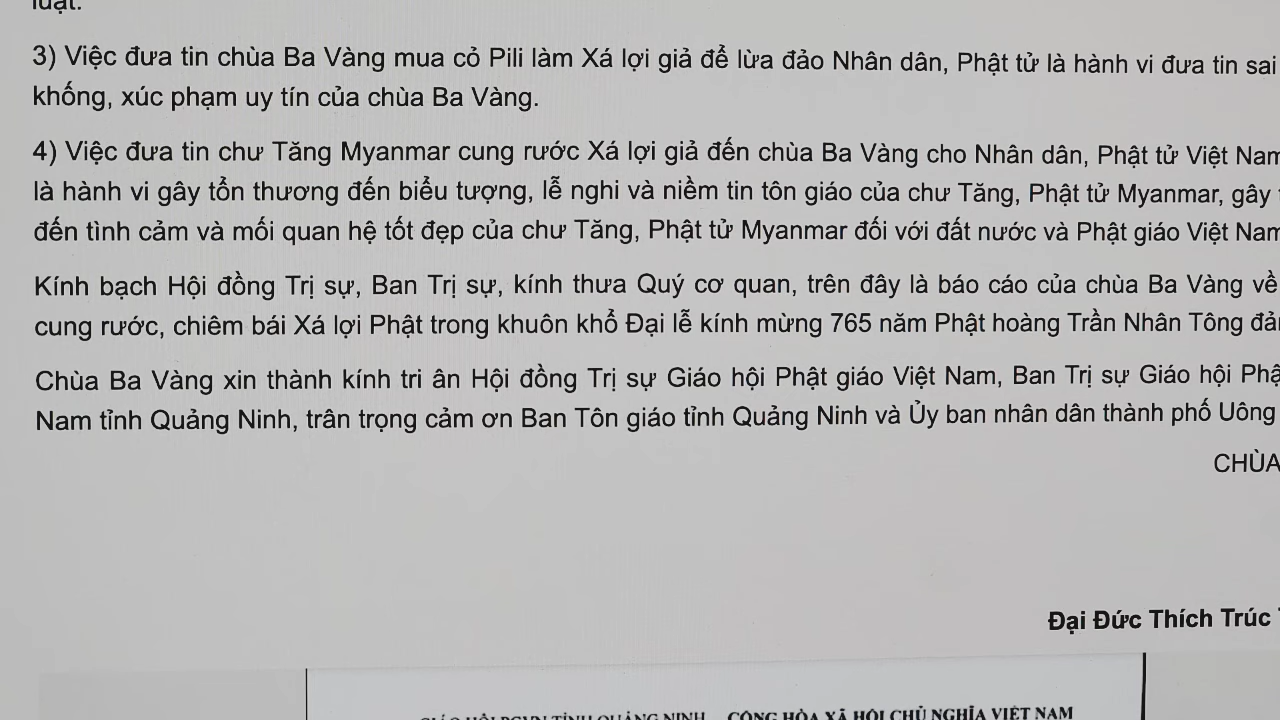 luật.
3) Việc đưa tin chùa Ba Vàng mua cỏ Pili làm Xá lợi giả để lừa đảo Nhân dân, Phật tử là hành vi đưa tin sai
khống, xúc phạm uy tín của chùa Ba Vàng.
4) Việc đưa tin chư Tăng Myanmar cung rước Xá lợi giả đến chùa Ba Vàng cho Nhân dân, Phật tử Việt Nam
là hành vi gây tổn thương đến biểu tượng, lễ nghi và niềm tin tôn giáo của chư Tăng, Phật tử Myanmar, gây
đến tình cảm và mối quan hệ tốt đẹp của chư Tăng, Phật tử Myanmar đối với đất nước và Phật giáo Việt Nam
Kính bạch Hội đồng Trị sự, Ban Trị sự, kính thưa Quý cơ quan, trên đây là báo cáo của chùa Ba Vàng về
cung rước, chiêm bái Xá lợi Phật trong khuôn khổ Đại lễ kính mừng 765 năm Phật hoàng Trần Nhân Tông
Chùa Ba Vàng xin thành kính tri ân Hội đồng Trị sự Giáo hội Phật giáo Việt Nam, Ban Trị sự Giáo hội
Nam tỉnh Quảng Ninh, trân trọng cảm ơn Ban Tôn giáo tỉnh Quảng Ninh và Ủy ban nhân dân thành phố Uông
CHÙA
Đại Đức Thích Trúc
GIÁO HỘI PGVN TỈNH QUẢNG NINH CỘNG HÒA XÃ HỘI CHỦ NGHĨA VIỆT NAM